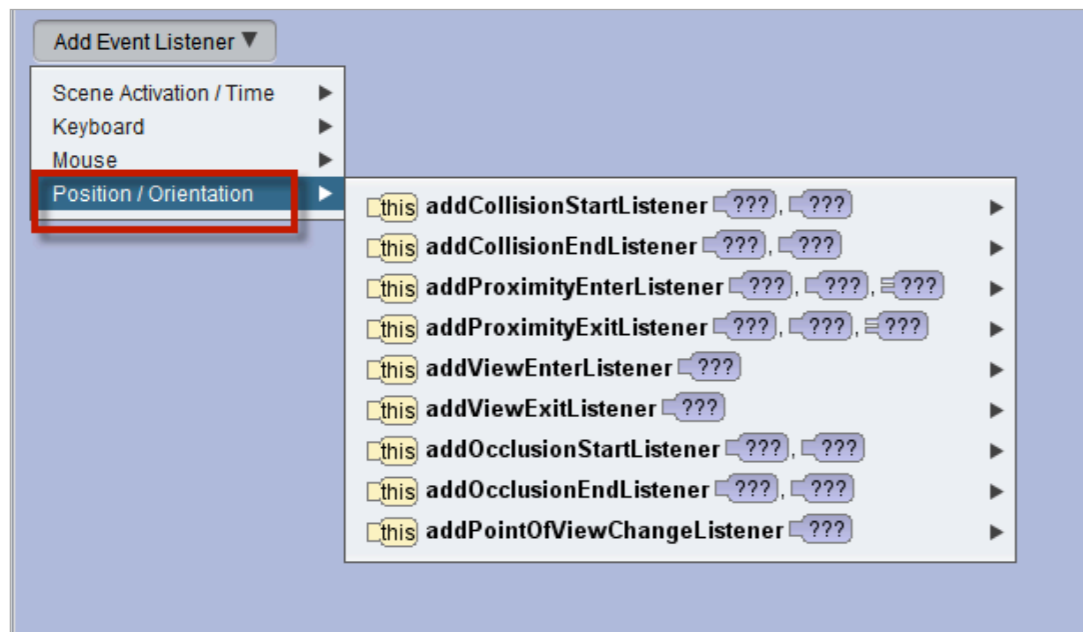 Add Event Listener ▼
Scene Activation / Time
Keyboard
Mouse
Position / Orientation
this addCollisionStartListener ???, ???
this addCollisionEndListener ???, ???
this addProximityEnterListener ???, ???, ???
this addProximityExitListener ???, ???, ???
this addViewEnterListener ???
this addViewExitListener ???
this addOcclusionStartListener ???, ???
this addOcclusionEndListener ???, ???
this addPointOfViewChangeListener ???